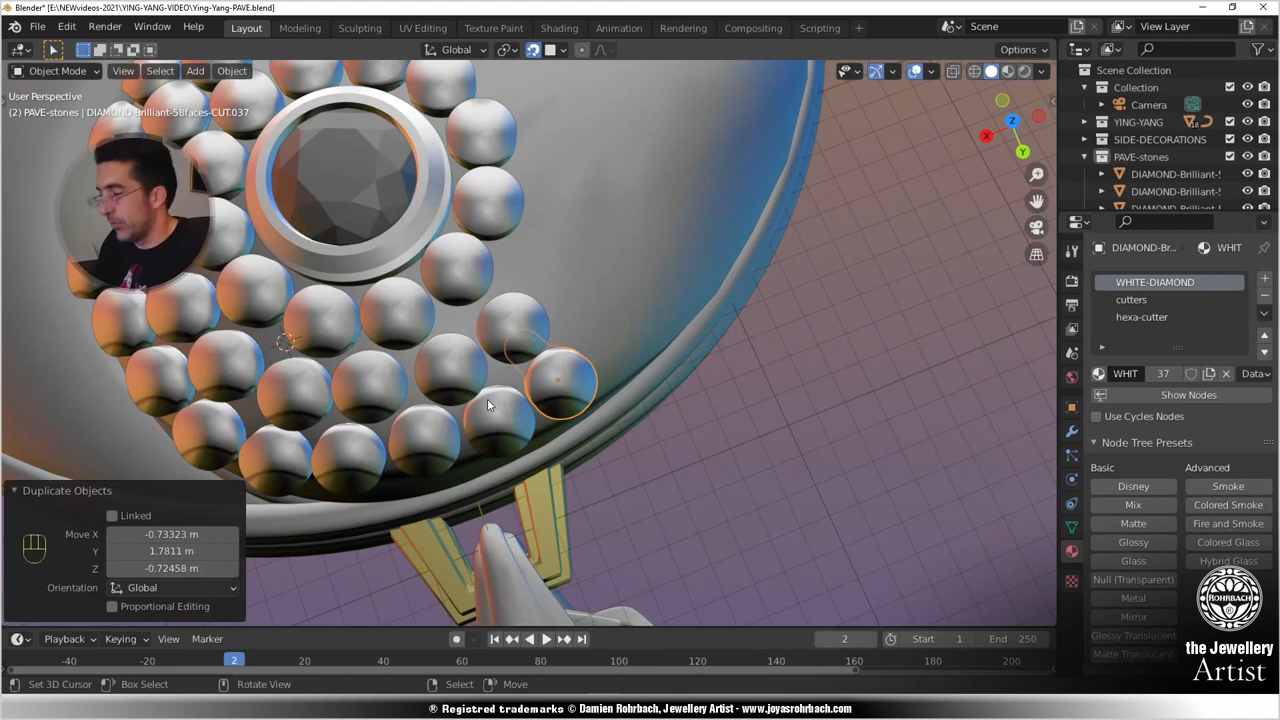 Blender* [E:\NEWvideos-2021\YING-YANG-VIDEO\Ying-Yang-PAVE.blend]
File Edit Render Window Help Layout Modeling Sculpting UV Editing Texture Paint Shading Animation Rendering Compositing Scripting + Scene View Layer
Global Options
Object Mode View Select Add Object
User Perspective
(2) PAVE-stones | DIAMOND-Brilliant-58faces-CUT.037
X Y Z
Scene Collection
Collection
Camera
YING-YANG 18
SIDE-DECORATIONS
PAVE-stones
DIAMOND-Brilliant-
DIAMOND-Brilliant-
DIAMOND-Brilliant-
DIAMOND-Br... WHIT
WHITE-DIAMOND
cutters
hexa-cutter
WHIT 37 Data
Show Nodes
Use Cycles Nodes
Node Tree Presets
Basic Advanced
Disney Smoke
Mix Colored Smoke
Matte Fire and Smoke
Glossy Colored Glass
Glass Hybrid Glass
Null (Transparent)
Metal
Mirror
Glossy Translucent
Matte Translucent
ROHRBACH
the Jewellery
Artist
Duplicate Objects
Linked
Move X -0.73323 m
Y 1.7811 m
Z -0.72458 m
Orientation Global
Proportional Editing
Playback Keying View Marker 2 Start 1 End 250
-40 -20 2 20 40 60 80 100 120 140 160 180 200
Set 3D Cursor Box Select Rotate View Select Move
® Registered trademarks © Damien Rohrbach, Jewellery Artist - www.joyasrohrbach.com